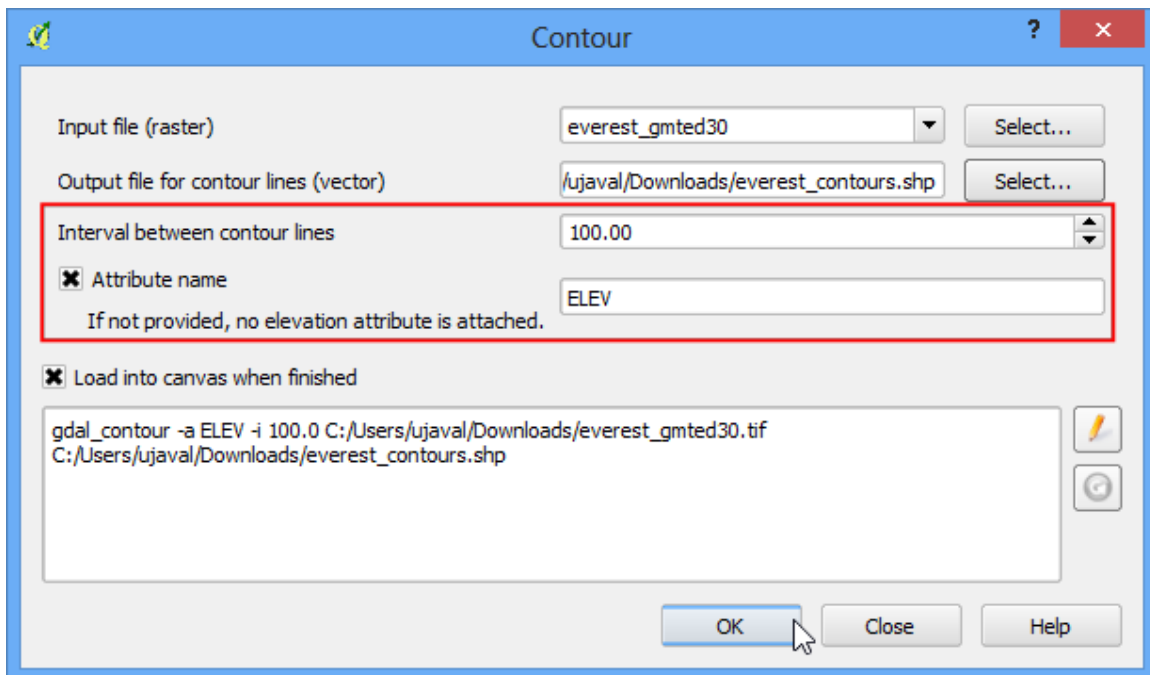 Contour
?
Input file (raster)
everest_gmted30
Select...
Output file for contour lines (vector)
/ujaval/Downloads/everest_contours.shp
Select...
Interval between contour lines
100.00
Attribute name
ELEV
If not provided, no elevation attribute is attached.
Load into canvas when finished
gdal_contour -a ELEV -i 100.0 C:/Users/ujaval/Downloads/everest_gmted30.tif
C:/Users/ujaval/Downloads/everest_contours.shp
OK
Close
Help